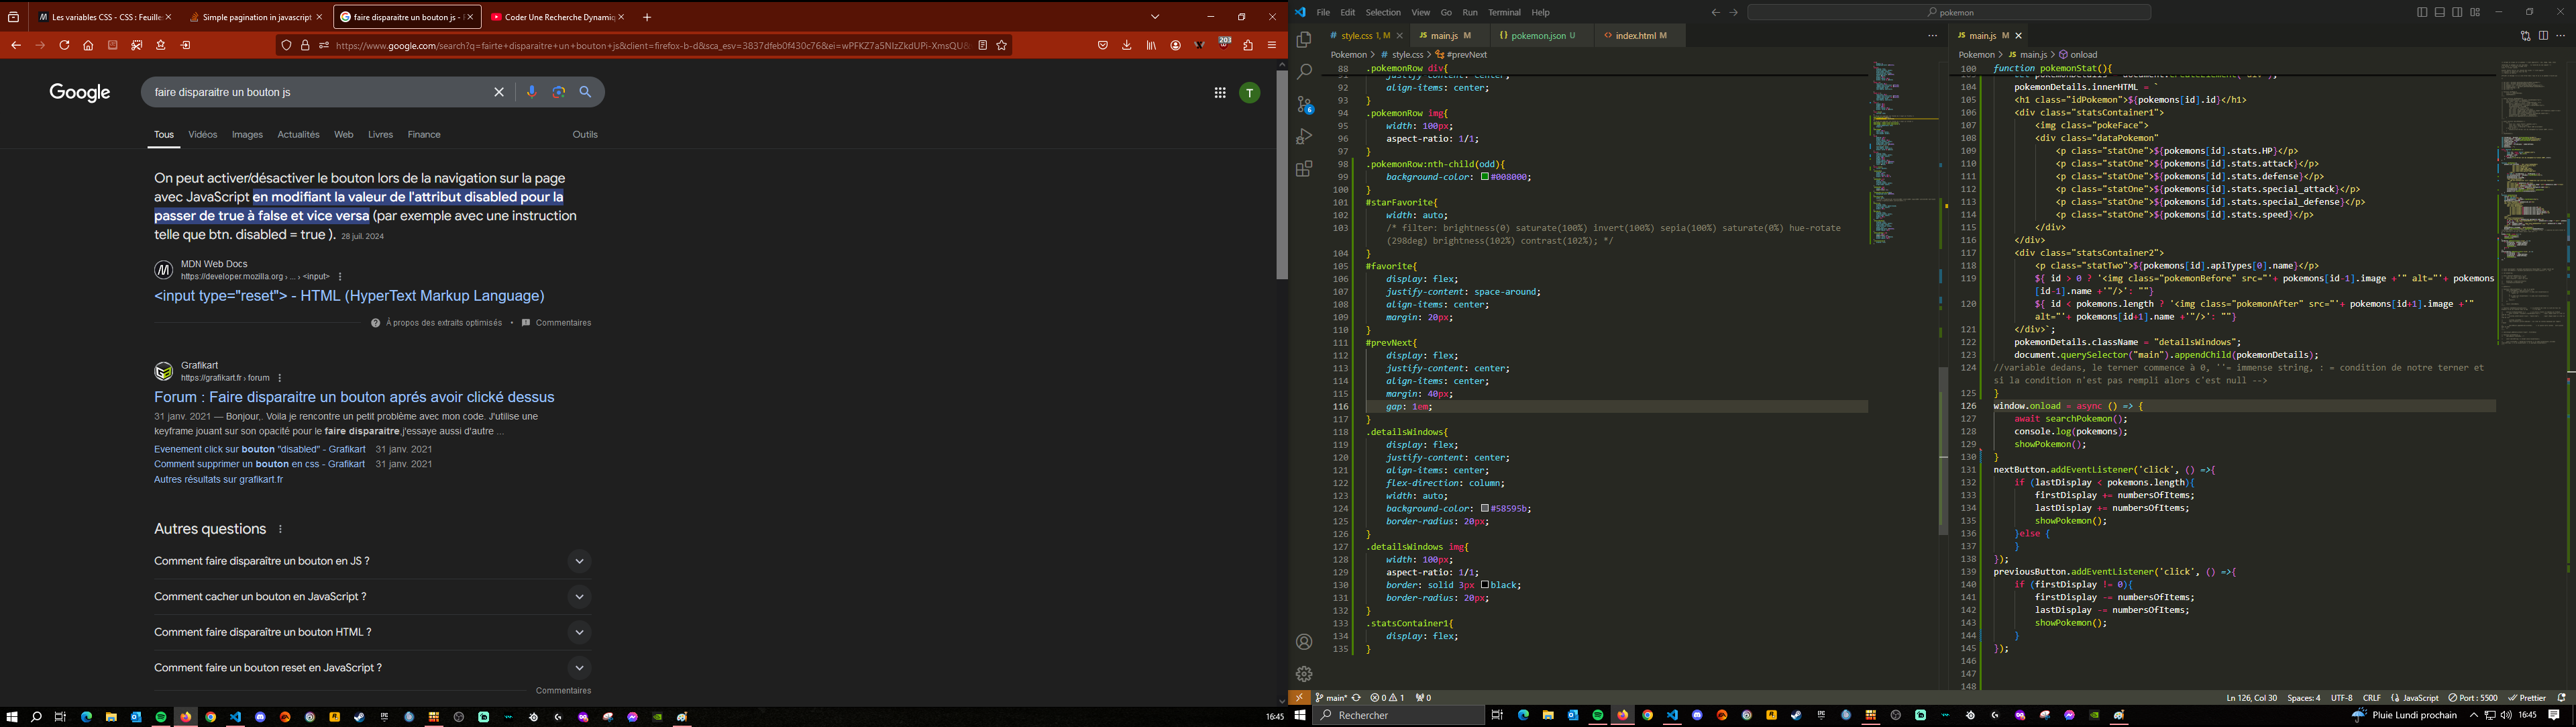 Les variables CSS - CSS : Feuille
Simple pagination in javascript
faire disparaitre un bouton js -
Coder Une Recherche Dynamiq
https://www.google.com/search?q=fairte+disparaitre+un+bouton+js&client=firefox-b-d&sca_esv=3837dfeb0f430c76&ei=wPFKZ7a5NIzZkdUPi-XmsQU&
203
Google
faire disparaitre un bouton js
T
Tous
Vidéos
Images
Actualités
Web
Livres
Finance
Outils
On peut activer/désactiver le bouton lors de la navigation sur la page
avec JavaScript en modifiant la valeur de l'attribut disabled pour la
passer de true à false et vice versa (par exemple avec une instruction
telle que btn. disabled = true ). 28 juil. 2024
MDN Web Docs
https://developer.mozilla.org › ... › <input>
<input type="reset"> - HTML (HyperText Markup Language)
À propos des extraits optimisés • Commentaires
Grafikart
https://grafikart.fr › forum
Forum : Faire disparaitre un bouton aprés avoir clické dessus
31 janv. 2021 — Bonjour,. Voila je rencontre un petit problème avec mon code. J'utilise une
keyframe jouant sur son opacité pour le faire disparaitre,j'essaye aussi d'autre ...
Evenement click sur bouton "disabled" - Grafikart 31 janv. 2021
Comment supprimer un bouton en css - Grafikart 31 janv. 2021
Autres résultats sur grafikart.fr
Autres questions
Comment faire disparaître un bouton en JS ?
Comment cacher un bouton en JavaScript ?
Comment faire disparaître un bouton HTML ?
Comment faire un bouton reset en JavaScript ?
Commentaires
16:45
File Edit Selection View Go Run Terminal Help
pokemon
# style.css 1, M
JS main.js M
{} pokemon.json U
<> index.html M
Pokemon > # style.css > #prevNext
88 .pokemonRow div{
91 justify-content: center;
92 align-items: center;
93 }
94 .pokemonRow img{
95 width: 100px;
96 aspect-ratio: 1/1;
97 }
98 .pokemonRow:nth-child(odd){
99 background-color: #008000;
100 }
101 #starFavorite{
102 width: auto;
103 /* filter: brightness(0) saturate(100%) invert(100%) sepia(100%) saturate(0%) hue-rotate
(298deg) brightness(102%) contrast(102%); */
104 }
105 #favorite{
106 display: flex;
107 justify-content: space-around;
108 align-items: center;
109 margin: 20px;
110 }
111 #prevNext{
112 display: flex;
113 justify-content: center;
114 align-items: center;
115 margin: 40px;
116 gap: 1em;
117 }
118 .detailsWindows{
119 display: flex;
120 justify-content: center;
121 align-items: center;
122 flex-direction: column;
123 width: auto;
124 background-color: #58595b;
125 border-radius: 20px;
126 }
127 .detailsWindows img{
128 width: 100px;
129 aspect-ratio: 1/1;
130 border: solid 3px black;
131 border-radius: 20px;
132 }
133 .statsContainer1{
134 display: flex;
135 }
JS main.js M
Pokemon > JS main.js > onload
100 function pokemonStat(){
103 let pokemonDetails = document.createElement('div');
104 pokemonDetails.innerHTML = `
105 <h1 class="idPokemon">${pokemons[id].id}</h1>
106 <div class="statsContainer1">
107 <img class="pokeFace">
108 <div class="dataPokemon"
109 <p class="statOne">${pokemons[id].stats.HP}</p>
110 <p class="statOne">${pokemons[id].stats.attack}</p>
111 <p class="statOne">${pokemons[id].stats.defense}</p>
112 <p class="statOne">${pokemons[id].stats.special_attack}</p>
113 <p class="statOne">${pokemons[id].stats.special_defense}</p>
114 <p class="statOne">${pokemons[id].stats.speed}</p>
115 </div>
116 </div>
117 <div class="statsContainer2">
118 <p class="statTwo">${pokemons[id].apiTypes[0].name}</p>
119 ${ id > 0 ? '<img class="pokemonBefore" src="'+ pokemons[id-1].image +'" alt="'+ pokemons
[id-1].name +'"/>': ""}
120 ${ id < pokemons.length ? '<img class="pokemonAfter" src="'+ pokemons[id+1].image +'"
alt="'+ pokemons[id+1].name +'"/>': ""}
121 </div>`;
122 pokemonDetails.className = "detailsWindows";
123 document.querySelector("main").appendChild(pokemonDetails);
124 //variable dedans, le terner commence à 0, ''= immense string, : = condition de notre terner et
si la condition n'est pas rempli alors c'est null -->
125 }
126 window.onload = async () => {
127 await searchPokemon();
128 console.log(pokemons);
129 showPokemon();
130 }
131 nextButton.addEventListener('click', () =>{
132 if (lastDisplay < pokemons.length){
133 firstDisplay += numbersOfItems;
134 lastDisplay += numbersOfItems;
135 showPokemon();
136 }else {
137 }
138 });
139 previousButton.addEventListener('click', () =>{
140 if (firstDisplay != 0){
141 firstDisplay -= numbersOfItems;
142 lastDisplay -= numbersOfItems;
143 showPokemon();
144 }
145 });
146
147
148
main* 0 1 0
Ln 126, Col 30 Spaces: 4 UTF-8 CRLF JavaScript Port : 5500 Prettier
Rechercher
Pluie Lundi prochain
16:45